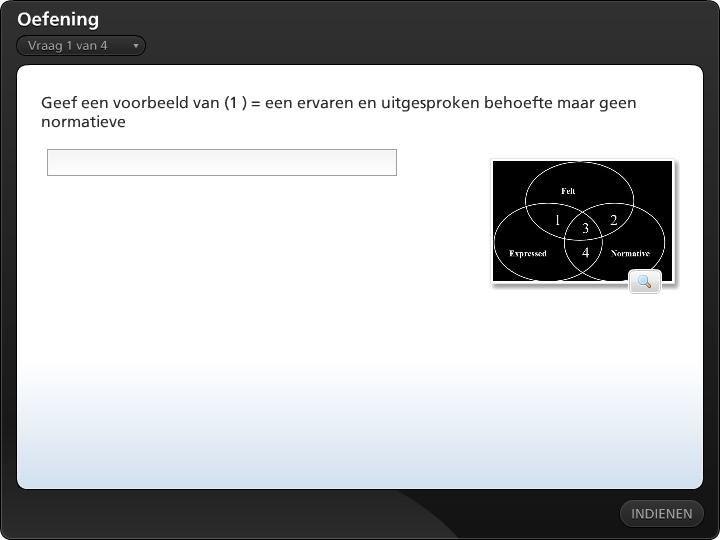 Oefening
Vraag 1 van 4
Geef een voorbeeld van (1 ) = een ervaren en uitgesproken behoefte maar geen
normatieve
Felt
1
2
3
Expressed
4
Normative
INDIENEN